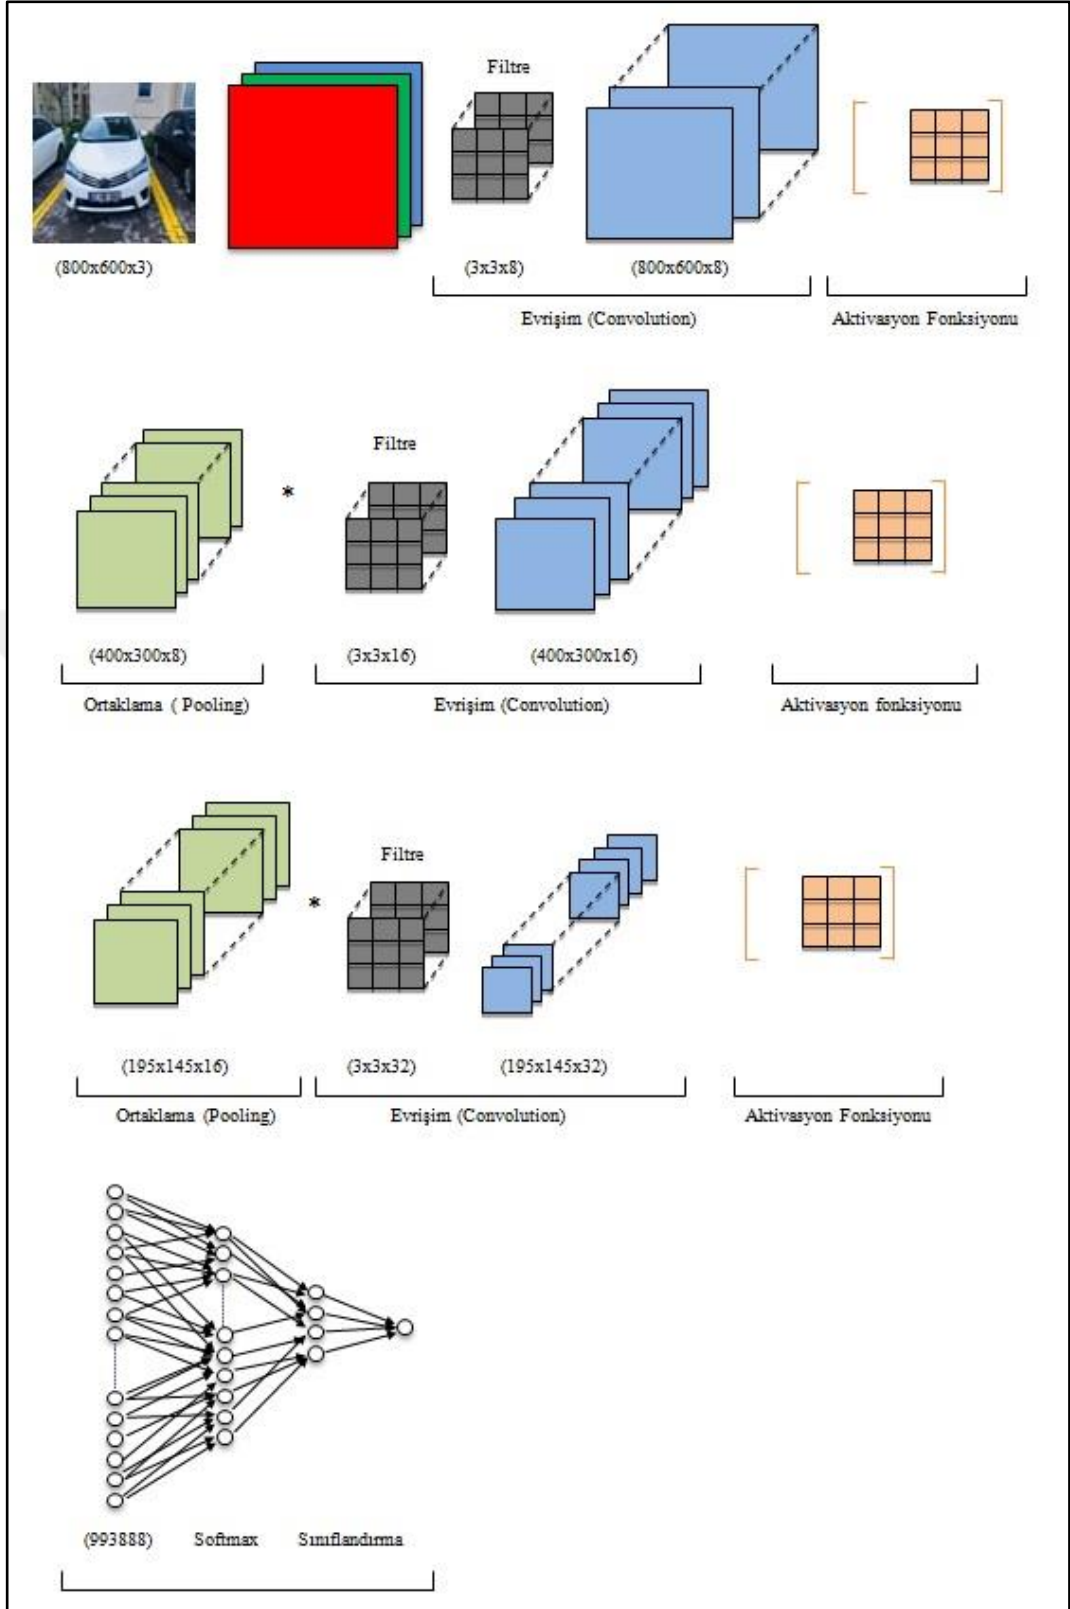 Filtre
(800x600x3)
(3x3x8)
(800x600x8)
Evrişim (Convolution)
Aktivasyon Fonksiyonu
Filtre
*
(400x300x8)
(3x3x16)
(400x300x16)
Ortaklama ( Pooling)
Evrişim (Convolution)
Aktivasyon fonksiyonu
Filtre
*
(195x145x16)
(3x3x32)
(195x145x32)
Ortaklama (Pooling)
Evrişim (Convolution)
Aktivasyon Fonksiyonu
(993888)
Softmax
Sınıflandırma